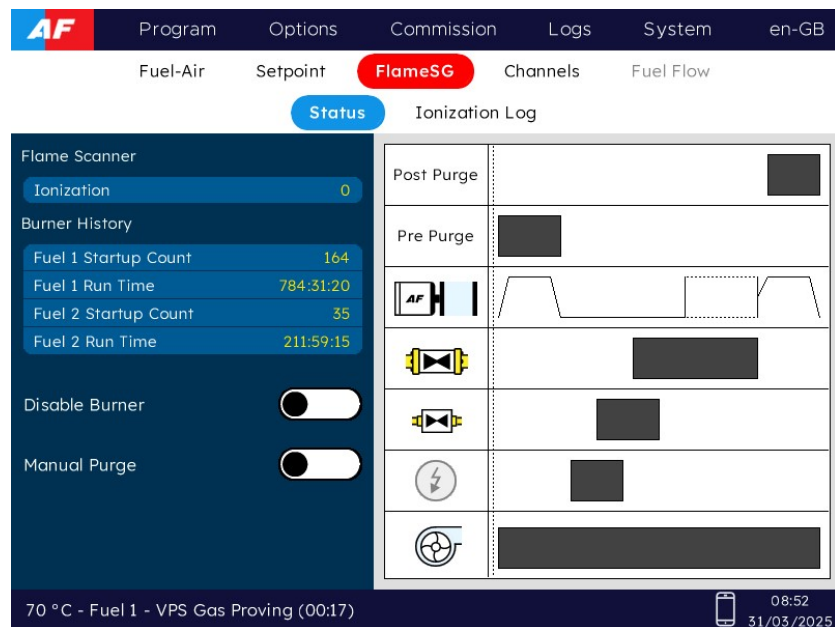 AF Program Options Commission Logs System en-GB
Fuel-Air Setpoint FlameSG Channels Fuel Flow
Status Ionization Log
Flame Scanner
Ionization 0
Burner History
Fuel 1 Startup Count 164
Fuel 1 Run Time 784:31:20
Fuel 2 Startup Count 35
Fuel 2 Run Time 211:59:15
Disable Burner
Manual Purge
Post Purge
Pre Purge
AF
70 °C - Fuel 1 - VPS Gas Proving (00:17)
08:52
31/03/2025